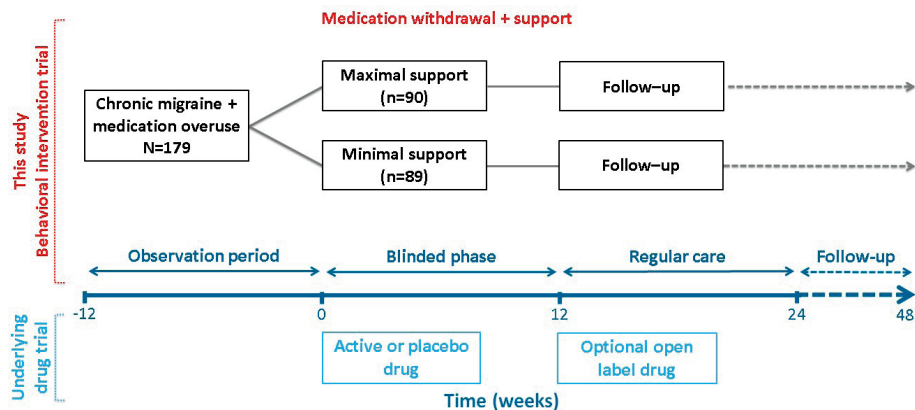 Medication withdrawal + support
This study
Behavioral intervention trial
Chronic migraine +
medication overuse
N=179
Maximal support
(n=90)
Follow–up
Minimal support
(n=89)
Follow–up
Observation period
Blinded phase
Regular care
Follow-up
-12
0
12
24
48
Underlying
drug trial
Active or placebo
drug
Optional open
label drug
Time (weeks)